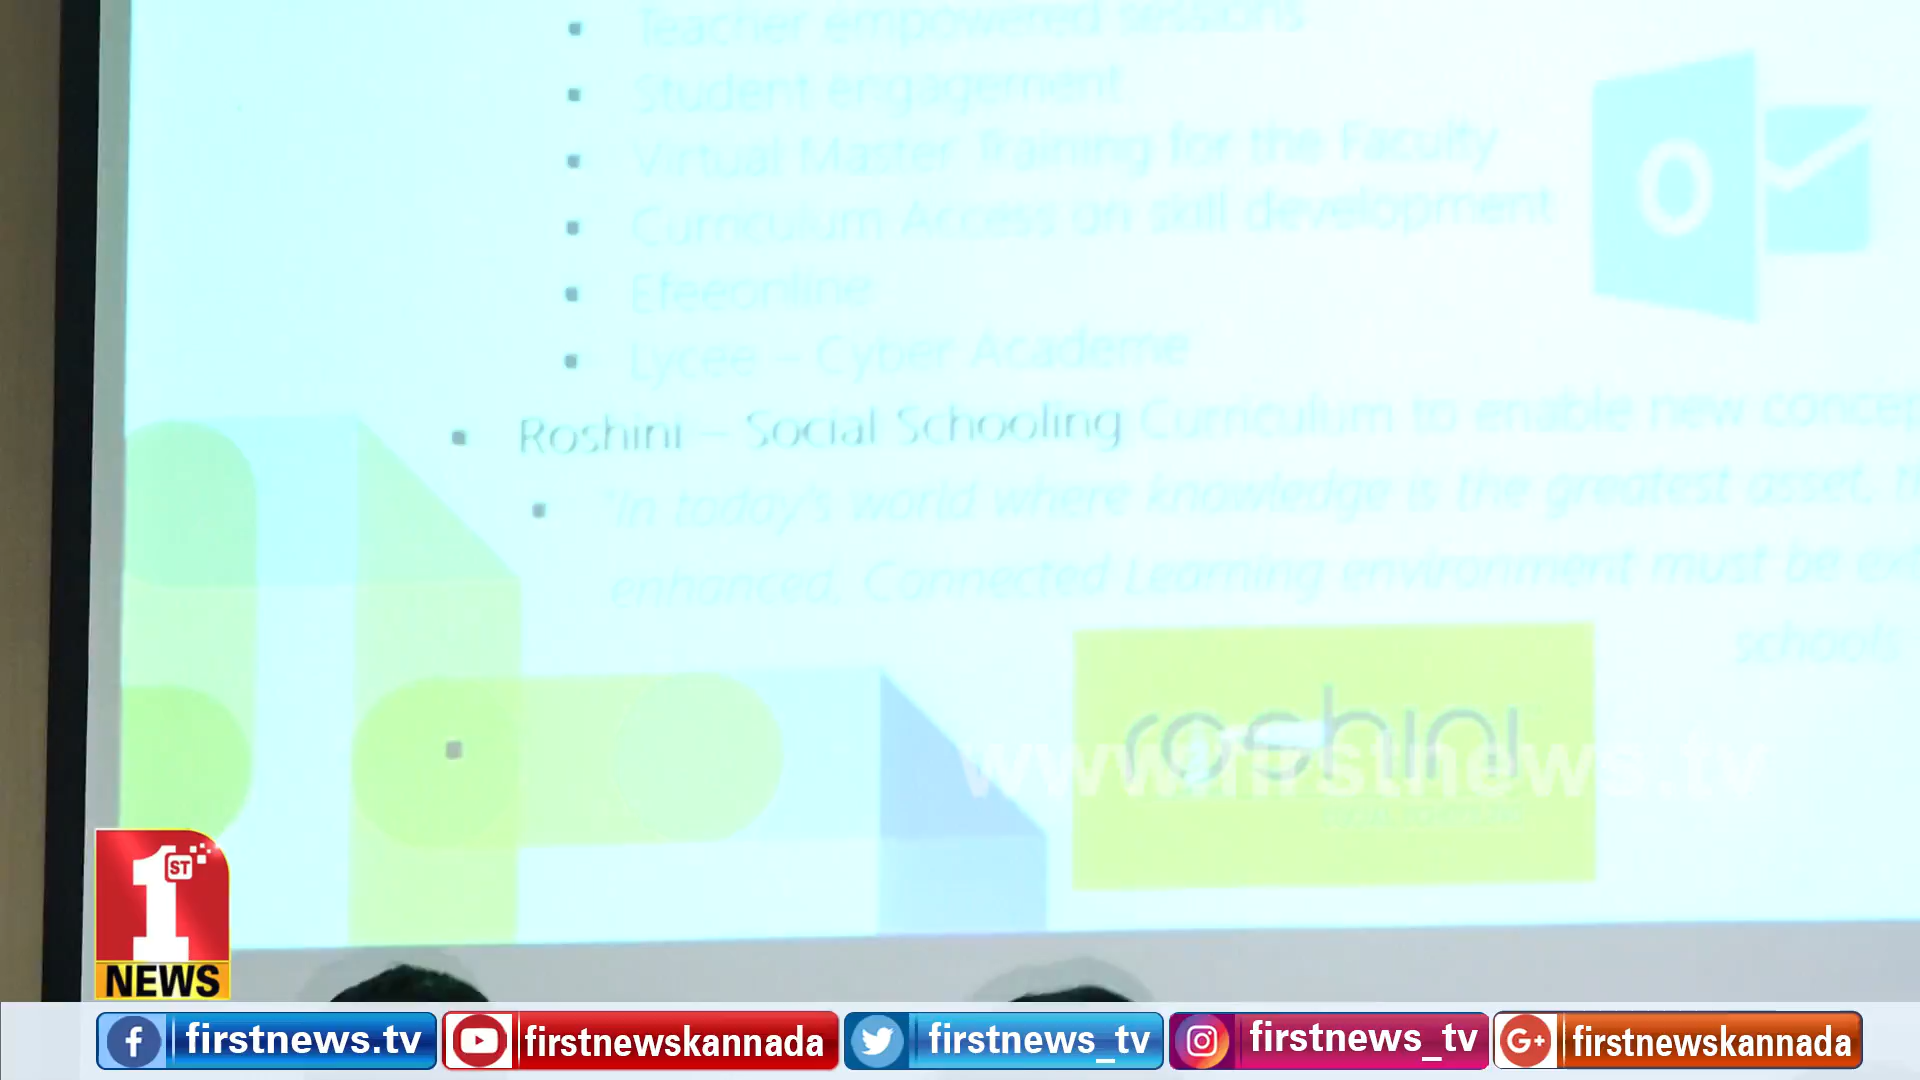 Teacher empowered sessions
Student engagement
Virtual Master Training for the Faculty
Curriculum Access on skill development
Efeeonline
Lycee – Cyber Academe
Roshini – Social Schooling Curriculum to enable new concep
"In today's world where knowledge is the greatest asset, th
enhanced, Connected Learning environment must be ext
schools
roshini
www.firstnews.tv
1ST
NEWS
firstnews.tv
firstnewskannada
firstnews_tv
firstnews_tv
firstnewskannada